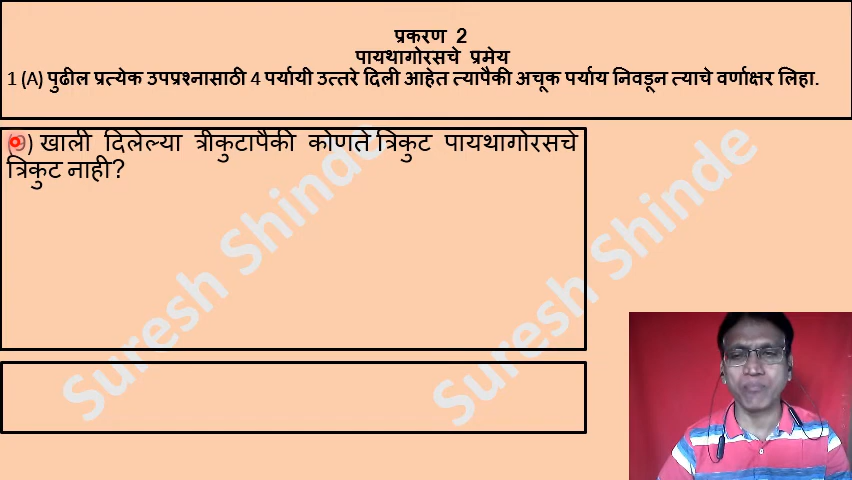 प्रकरण 2
पायथागोरसचे प्रमेय
1 (A) पुढील प्रत्येक उपप्रश्नासाठी 4 पर्यायी उत्तरे दिली आहेत त्यापैकी अचूक पर्याय निवडून त्याचे वर्णाक्षर लिहा.
खाली दिलेल्या त्रीकुटापैकी कोणते त्रिकुट पायथागोरसचे
त्रिकुट नाही?
Suresh Shinde
Suresh Shinde